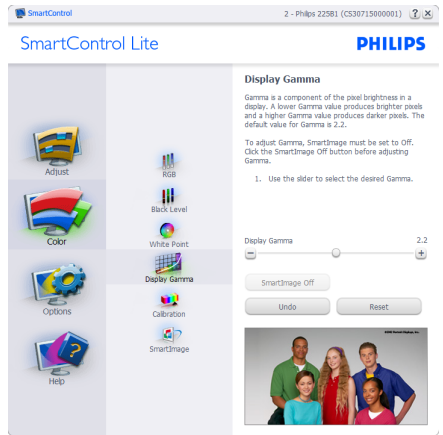 SmartControl
2 - Philips 225B1 (CS30715000001)
?
X
SmartControl Lite
PHILIPS
Adjust
Color
Options
Help
RGB
Black Level
White Point
Display Gamma
Calibration
SmartImage
Display Gamma
Gamma is a component of the pixel brightness in a
display. A lower Gamma value produces brighter pixels
and a higher Gamma value produces darker pixels. The
default value for Gamma is 2.2.
To adjust Gamma, SmartImage must be set to Off.
Click the SmartImage Off button before adjusting
Gamma.
1. Use the slider to select the desired Gamma.
Display Gamma
2.2
SmartImage Off
Undo
Reset